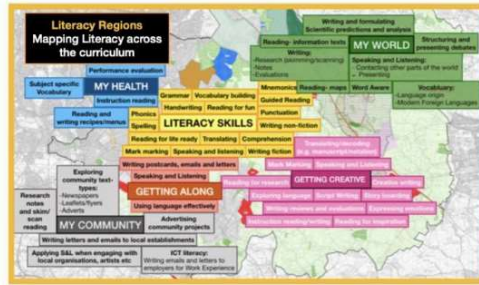 Literacy Regions
Mapping Literacy across
the curriculum
Performance evaluation
Subject specific
Vocabulary
MY HEALTH
Instruction reading
Reading and
writing recipes/menus
Grammar
Vocabulary building
Handwriting
Reading for fun
Phonics
Spelling
LITERACY SKILLS
Mnemonics
Guided Reading
Punctuation
Writing non-fiction
Reading for life ready
Translating
Comprehension
Mark marking
Speaking and listening
Writing fiction
Writing and formulating
Scientific predictions and analysis
Reading- information texts
MY WORLD
Structuring and
presenting debates
Writing:
-Research (skimming/scanning)
-Notes
-Evaluations
Speaking and Listening:
- Contacting other parts of the world
- Presenting
Reading- maps
Word Aware
Vocabulary:
-Language origin
-Modern Foreign Languages
Writing postcards, emails and letters
Speaking and Listening
GETTING ALONG
Using language effectively
Translating/decoding
(e.g. manuscript/notation)
Mark Marking
Speaking and Listening
Reading for research
GETTING CREATIVE
Creative writing
Exploring language
Script Writing
Story boarding
Writing reviews and evaluations
Expressing emotions
Instruction reading/writing
Reading for inspiration
Exploring
community text-
types:
-Newspapers
-Leaflets/flyers
-Adverts
Research
notes
and skim/
scan
reading
MY COMMUNITY
Advertising
community projects
Writing letters and emails to local establishments
Applying S&L when engaging with
local organisations, artists etc
ICT literacy:
Writing emails and letters to
employers for Work Experience